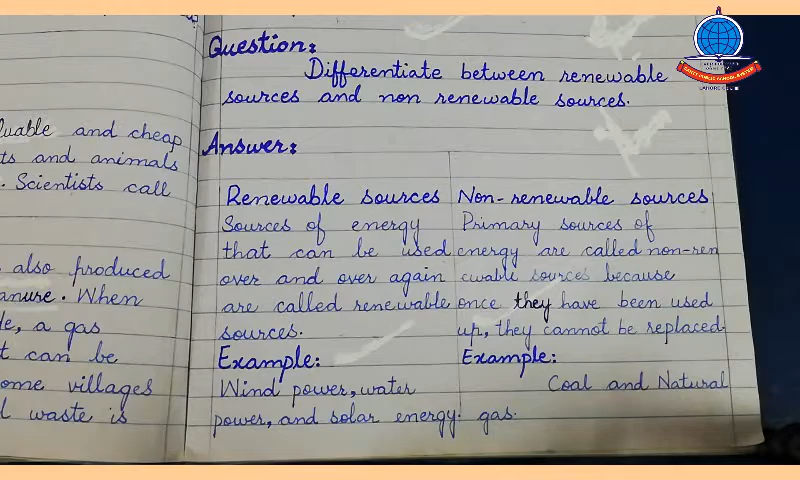 luable and cheap
ts and animals
. Scientists call
also produced
anure. When
le, a gas
t can be
ome villages
d waste is
Question:
Differentiate between renewable
sources and non renewable sources.
Answer:
Renewable sources
Sources of energy
that can be used
over and over again
are called renewable
sources.
Example:
Wind power, water
power, and solar energy.
Non-renewable sources
Primary sources of
energy are called non-ren
ewable sources because
once they have been used
up, they cannot be replaced.
Example:
Coal and Natural
gas.